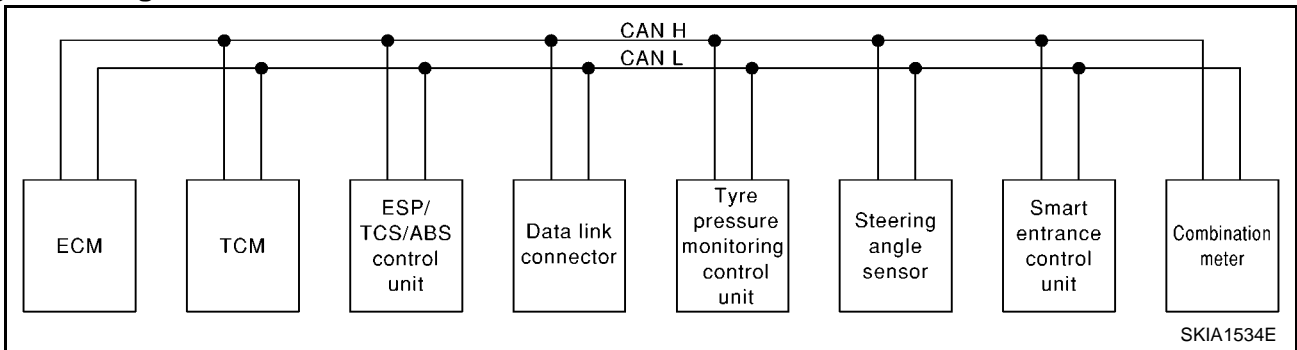 CAN H
CAN L
ECM
TCM
ESP/
TCS/ABS
control
unit
Data link
connector
Tyre
pressure
monitoring
control
unit
Steering
angle
sensor
Smart
entrance
control
unit
Combination
meter
SKIA1534E